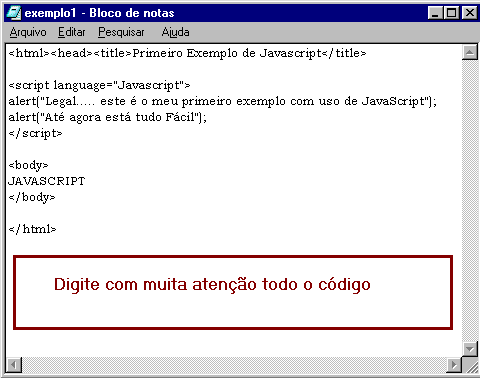 exemplo1 - Bloco de notas
Arquivo Editar Pesquisar Ajuda
<html><head><title>Primeiro Exemplo de Javascript</title>
<script language="Javascript">
alert("Legal..... este é o meu primeiro exemplo com uso de JavaScript");
alert("Até agora está tudo Fácil");
</script>
<body>
JAVASCRIPT
</body>
</html>
Digite com muita atenção todo o código